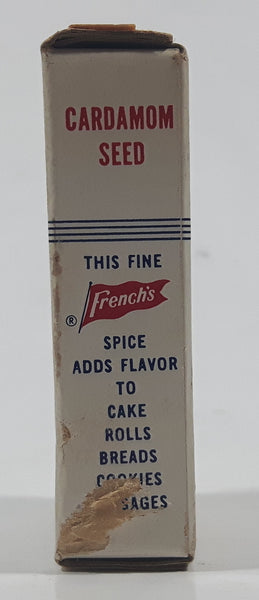 CARDAMOM
SEED
THIS FINE
French's
®
SPICE
ADDS FLAVOR
TO
CAKE
ROLLS
BREADS
COOKIES